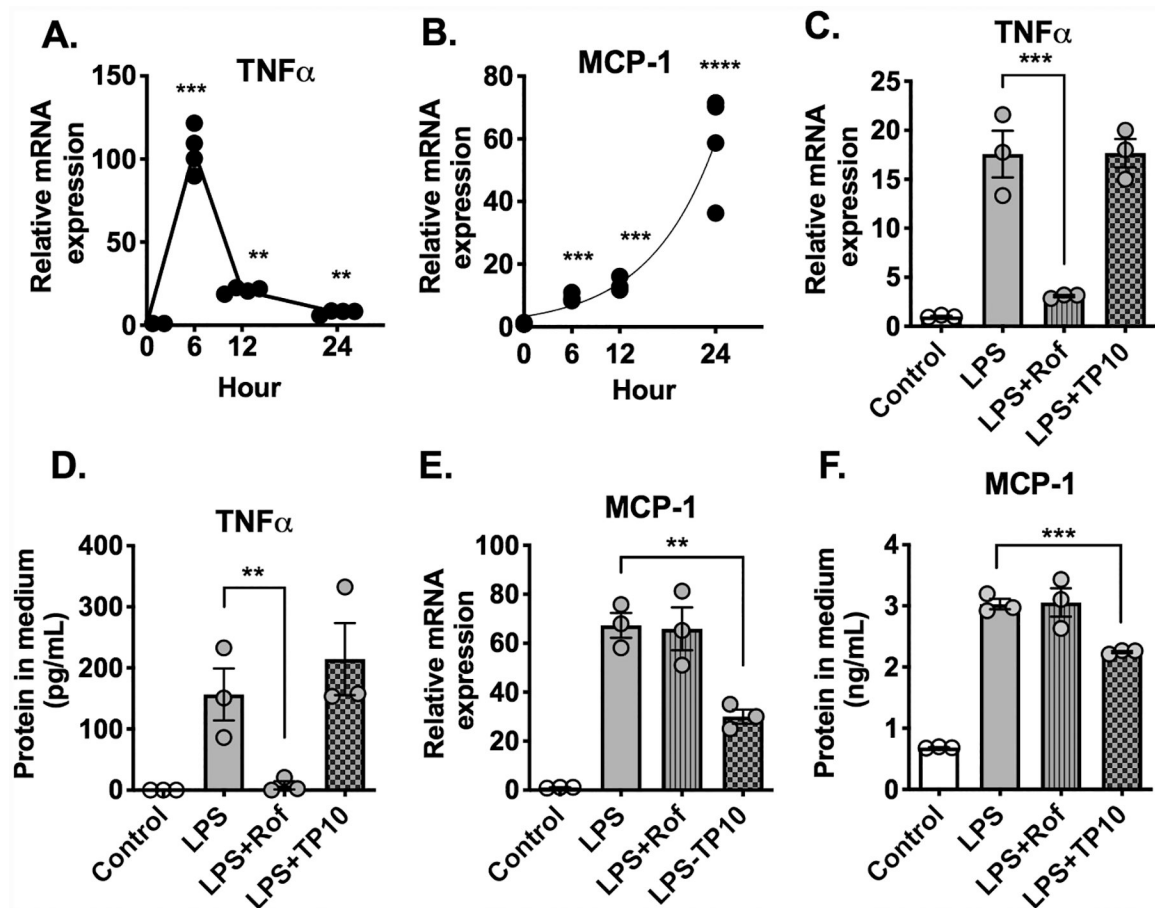 A.
TNFα
Relative mRNA
expression
150
100
50
0
***
**
**
0 6 12 24
Hour
B.
MCP-1
Relative mRNA
expression
80
60
40
20
0
***
***
****
0 6 12 24
Hour
C.
TNFα
Relative mRNA
expression
25
20
15
10
5
0
***
Control
LPS
LPS+Rof
LPS+TP10
D.
TNFα
Protein in medium
(pg/mL)
400
300
200
100
0
**
Control
LPS
LPS+Rof
LPS+TP10
E.
MCP-1
Relative mRNA
expression
100
80
60
40
20
0
**
Control
LPS
LPS+Rof
LPS-TP10
F.
MCP-1
Protein in medium
(ng/mL)
4
3
2
1
0
***
Control
LPS
LPS+Rof
LPS+TP10